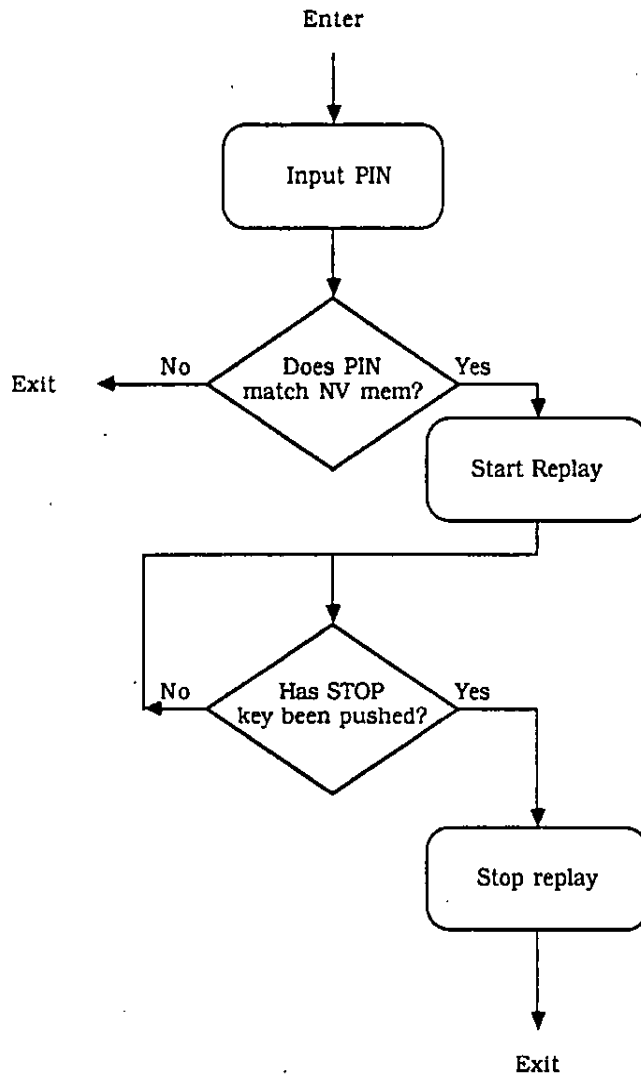 Enter
Input PIN
Does PIN
match NV mem?
No
Yes
Exit
Start Replay
Has STOP
key been pushed?
No
Yes
Stop replay
Exit